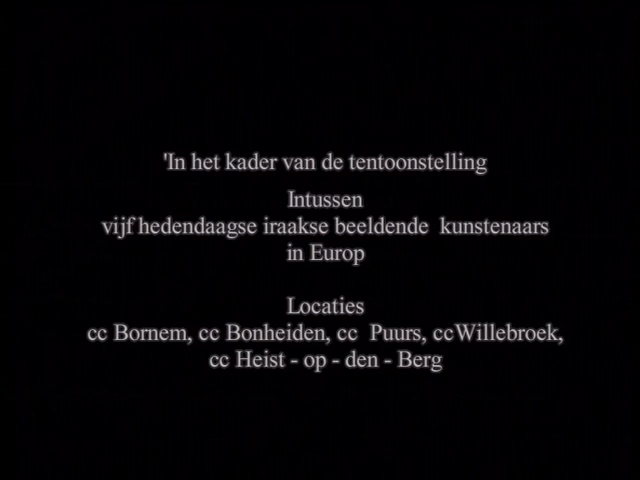 'In het kader van de tentoonstelling
Intussen
vijf hedendaagse iraakse beeldende kunstenaars
in Europ
Locaties
cc Bornem, cc Bonheiden, cc Puurs, ccWillebroek,
cc Heist - op - den - Berg